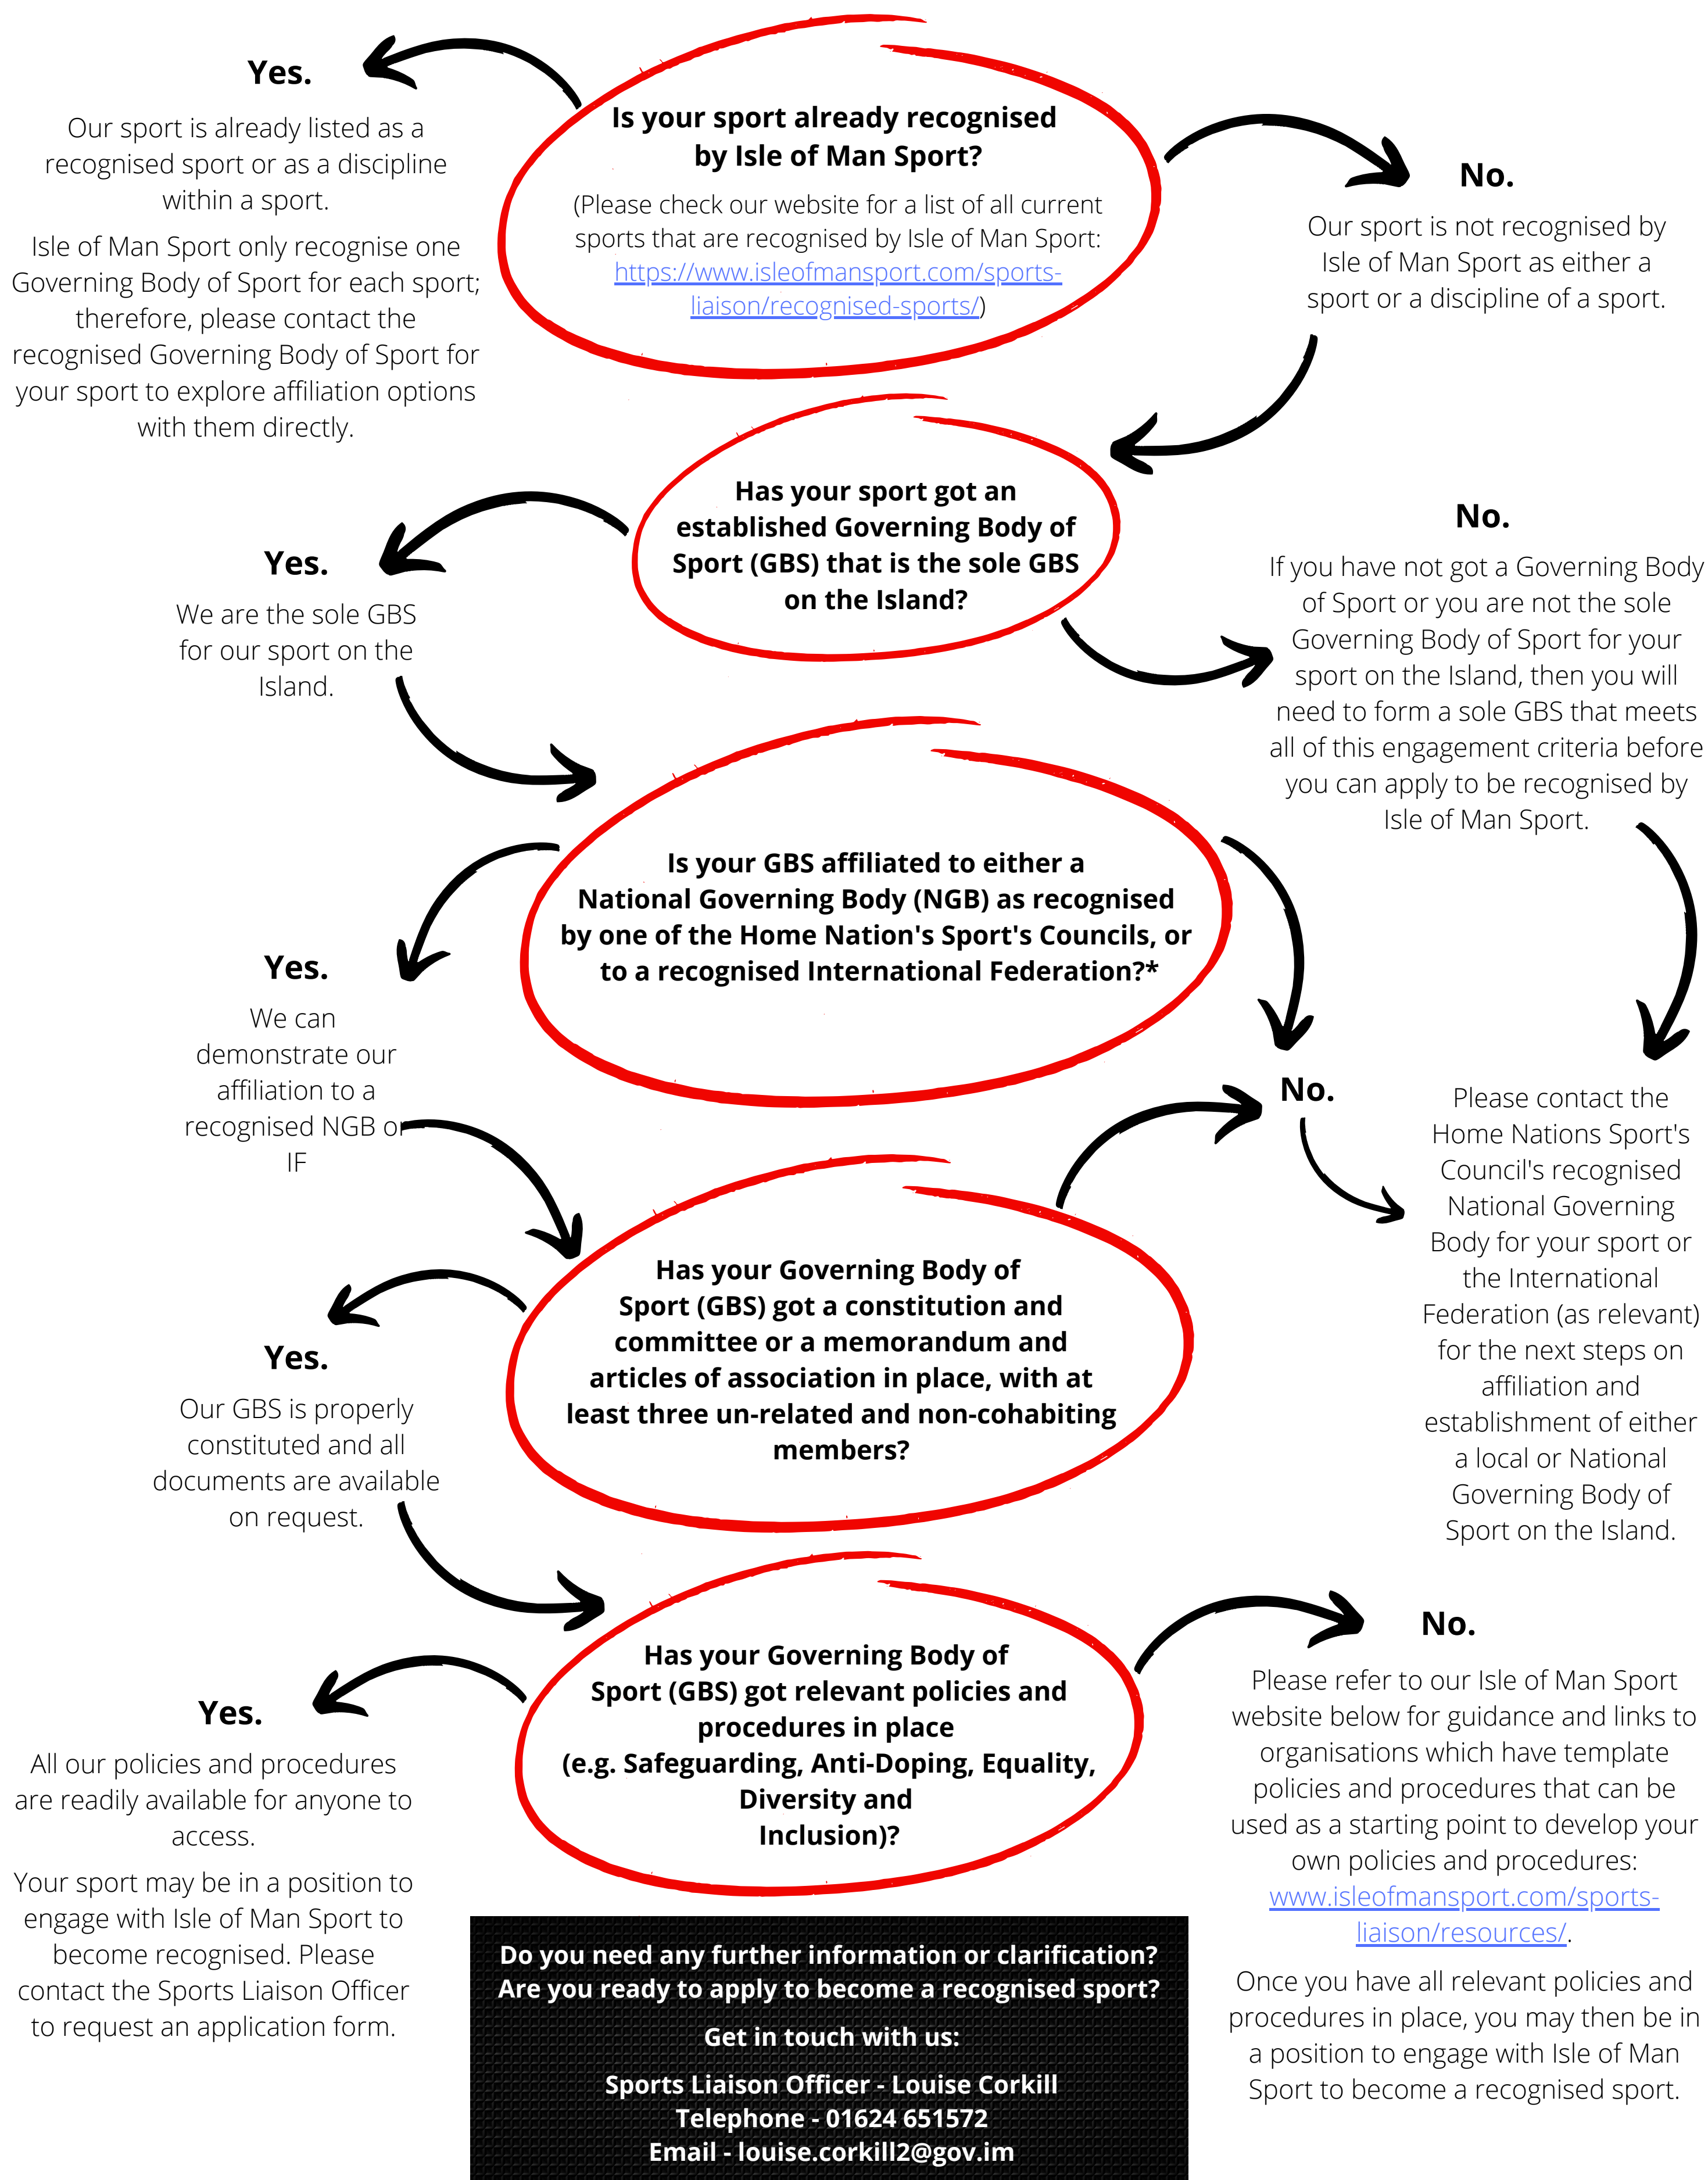 Is your sport already recognised
by Isle of Man Sport?
(Please check our website for a list of all current
sports that are recognised by Isle of Man Sport:
https://www.isleofmansport.com/sports-
liaison/recognised-sports/)
Yes.
Our sport is already listed as a
recognised sport or as a discipline
within a sport.
Isle of Man Sport only recognise one
Governing Body of Sport for each sport;
therefore, please contact the
recognised Governing Body of Sport for
your sport to explore affiliation options
with them directly.
No.
Our sport is not recognised by
Isle of Man Sport as either a
sport or a discipline of a sport.
Has your sport got an
established Governing Body of
Sport (GBS) that is the sole GBS
on the Island?
Yes.
We are the sole GBS
for our sport on the
Island.
No.
If you have not got a Governing Body
of Sport or you are not the sole
Governing Body of Sport for your
sport on the Island, then you will
need to form a sole GBS that meets
all of this engagement criteria before
you can apply to be recognised by
Isle of Man Sport.
Is your GBS affiliated to either a
National Governing Body (NGB) as recognised
by one of the Home Nation's Sport's Councils, or
to a recognised International Federation?*
Yes.
We can
demonstrate our
affiliation to a
recognised NGB or
IF
No.
Please contact the
Home Nations Sport's
Council's recognised
National Governing
Body for your sport or
the International
Federation (as relevant)
for the next steps on
affiliation and
establishment of either
a local or National
Governing Body of
Sport on the Island.
Has your Governing Body of
Sport (GBS) got a constitution and
committee or a memorandum and
articles of association in place, with at
least three un-related and non-cohabiting
members?
Yes.
Our GBS is properly
constituted and all
documents are available
on request.
Has your Governing Body of
Sport (GBS) got relevant policies and
procedures in place
(e.g. Safeguarding, Anti-Doping, Equality,
Diversity and
Inclusion)?
Yes.
All our policies and procedures
are readily available for anyone to
access.
Your sport may be in a position to
engage with Isle of Man Sport to
become recognised. Please
contact the Sports Liaison Officer
to request an application form.
No.
Please refer to our Isle of Man Sport
website below for guidance and links to
organisations which have template
policies and procedures that can be
used as a starting point to develop your
own policies and procedures:
www.isleofmansport.com/sports-
liaison/resources/.
Once you have all relevant policies and
procedures in place, you may then be in
a position to engage with Isle of Man
Sport to become a recognised sport.
Do you need any further information or clarification?
Are you ready to apply to become a recognised sport?
Get in touch with us:
Sports Liaison Officer - Louise Corkill
Telephone - 01624 651572
Email - louise.corkill2@gov.im